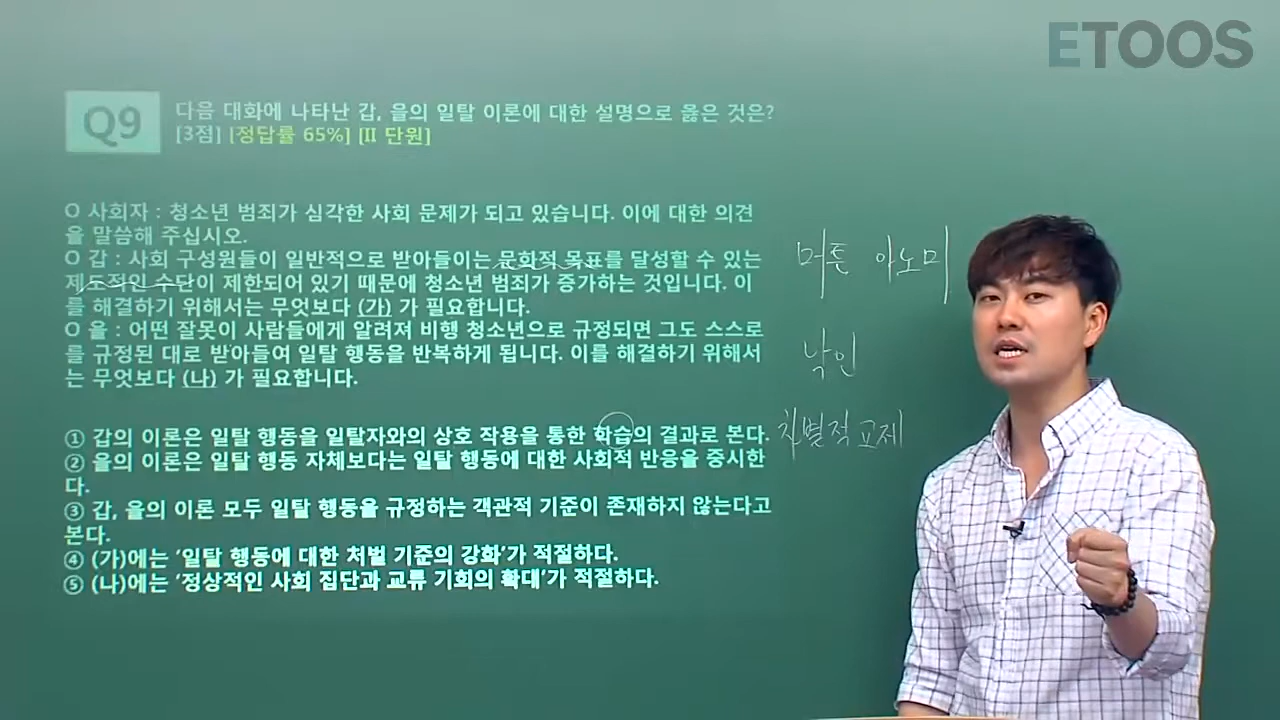 ETOOS
Q9
다음 대화에 나타난 갑, 을의 일탈 이론에 대한 설명으로 옳은 것은?
[3점] [정답률 65%] [II 단원]
O 사회자 : 청소년 범죄가 심각한 사회 문제가 되고 있습니다. 이에 대한 의견
을 말씀해 주십시오.
O 갑 : 사회 구성원들이 일반적으로 받아들이는 문화적 목표를 달성할 수 있는
제도적인 수단이 제한되어 있기 때문에 청소년 범죄가 증가하는 것입니다. 이
를 해결하기 위해서는 무엇보다 (가) 가 필요합니다.
O 을 : 어떤 잘못이 사람들에게 알려져 비행 청소년으로 규정되면 그도 스스로
를 규정된 대로 받아들여 일탈 행동을 반복하게 됩니다. 이를 해결하기 위해서
는 무엇보다 (나) 가 필요합니다.
① 갑의 이론은 일탈 행동을 일탈자와의 상호 작용을 통한 학습의 결과로 본다.
② 을의 이론은 일탈 행동 자체보다는 일탈 행동에 대한 사회적 반응을 중시한
다.
③ 갑, 을의 이론 모두 일탈 행동을 규정하는 객관적 기준이 존재하지 않는다고
본다.
④ (가)에는 '일탈 행동에 대한 처벌 기준의 강화'가 적절하다.
⑤ (나)에는 '정상적인 사회 집단과 교류 기회의 확대'가 적절하다.
머튼 아노미
낙인
차별적 교제